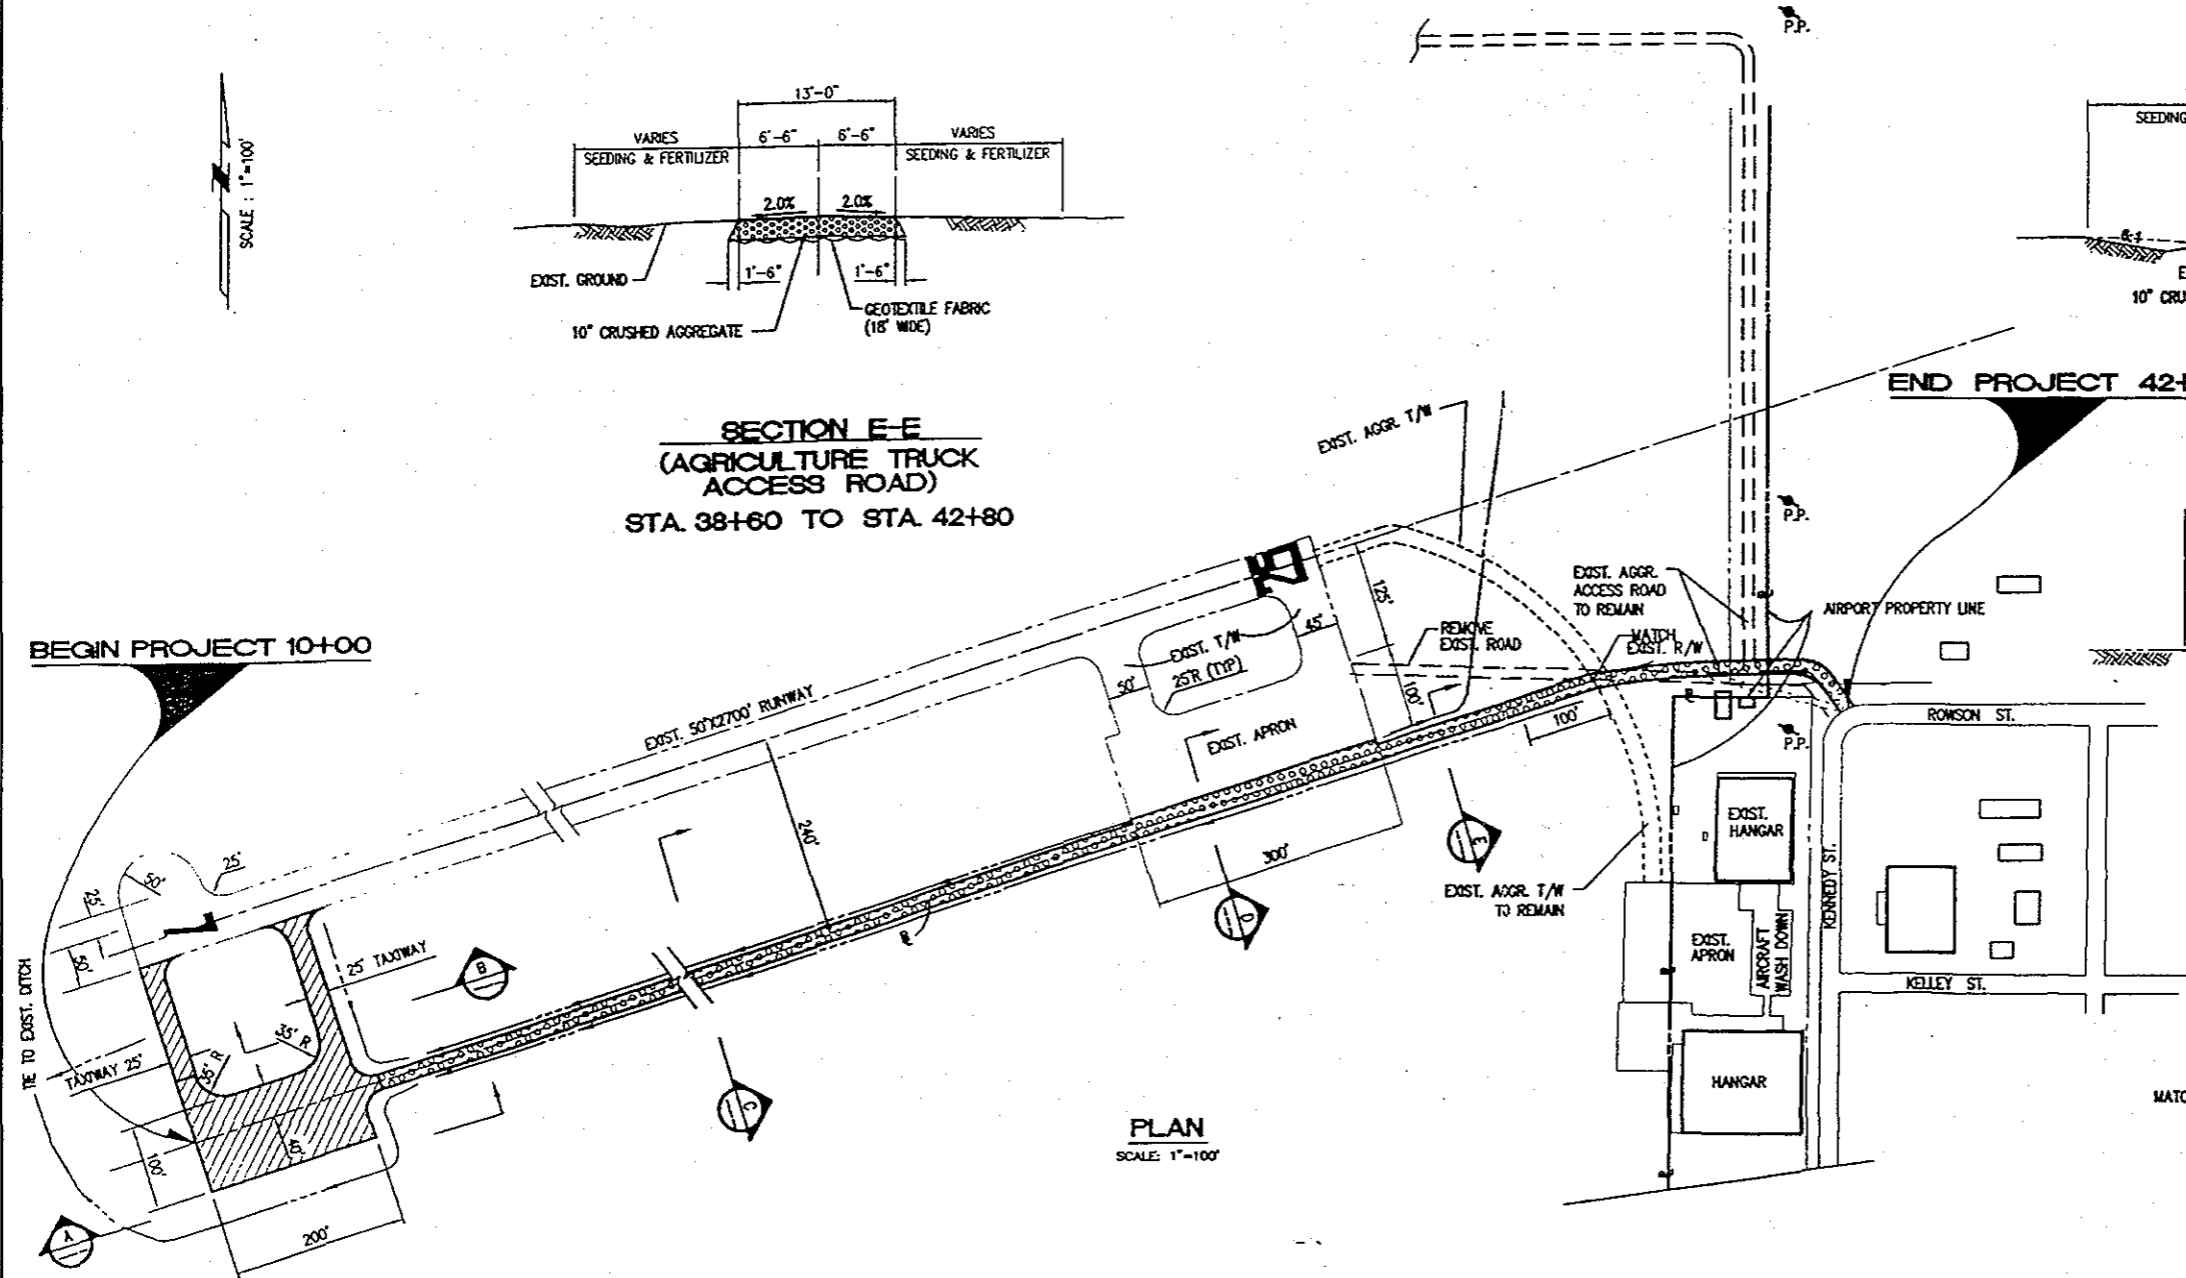 P.P.
SCALE : 1"=100'
13'-0"
VARIES
6'-6"
6'-6"
VARIES
SEEDING & FERTILIZER
SEEDING & FERTILIZER
2.0%
2.0%
1'-6"
1'-6"
EXIST. GROUND
GEOTEXTILE FABRIC
(18' WIDE)
10" CRUSHED AGGREGATE
SECTION E-E
(AGRICULTURE TRUCK
ACCESS ROAD)
STA. 38+60 TO STA. 42+80
SEEDING
6:1
10" CRU
END PROJECT 42+
EXIST. AGGR. T/W
P.P.
EXIST. AGGR.
ACCESS ROAD
TO REMAIN
AIRPORT PROPERTY LINE
BEGIN PROJECT 10+00
REMOVE
EXIST. ROAD
MATCH
EXIST. R/W
125'
45'
EXIST. T/W
25'R (TYP.)
50'
100'
EXIST. 50'X2700' RUNWAY
EXIST. APRON
100'
ROWSON ST.
P.P.
240'
300'
EXIST.
HANGAR
KENNEDY ST.
E
EXIST. AGGR. T/W
TO REMAIN
D
25'
50'
25'
50'
25' TAXIWAY
B
EXIST.
APRON
AIRCRAFT
WASH DOWN
KELLEY ST.
TIE TO EXIST. DITCH
TAXIWAY 25'
35' R
35' R
C
HANGAR
MATC
40'
100'
PLAN
SCALE: 1"=100'
A
200'